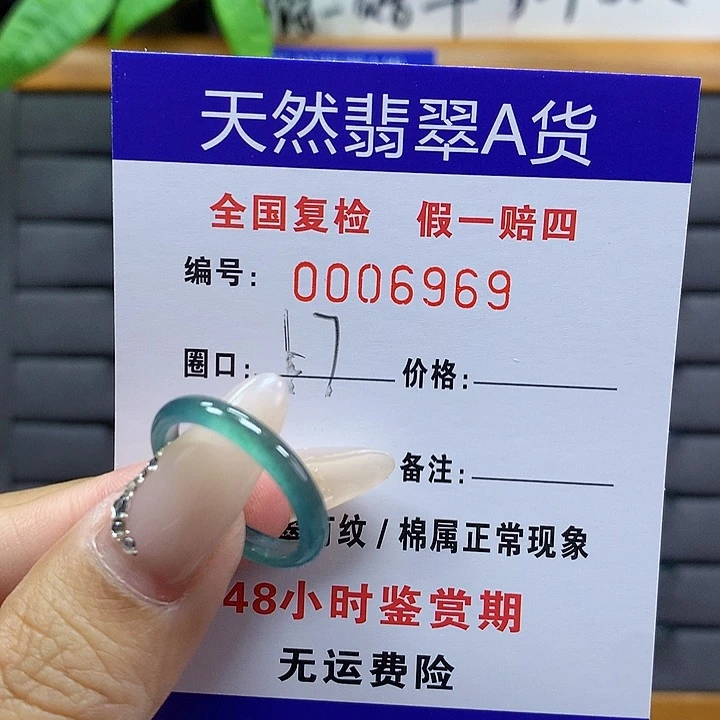 天然翡翠A货
全国复检 假一赔四
编号: 0006969
圈口: 17 价格:
备注:
纹 / 棉属正常现象
48小时鉴赏期
无运费险